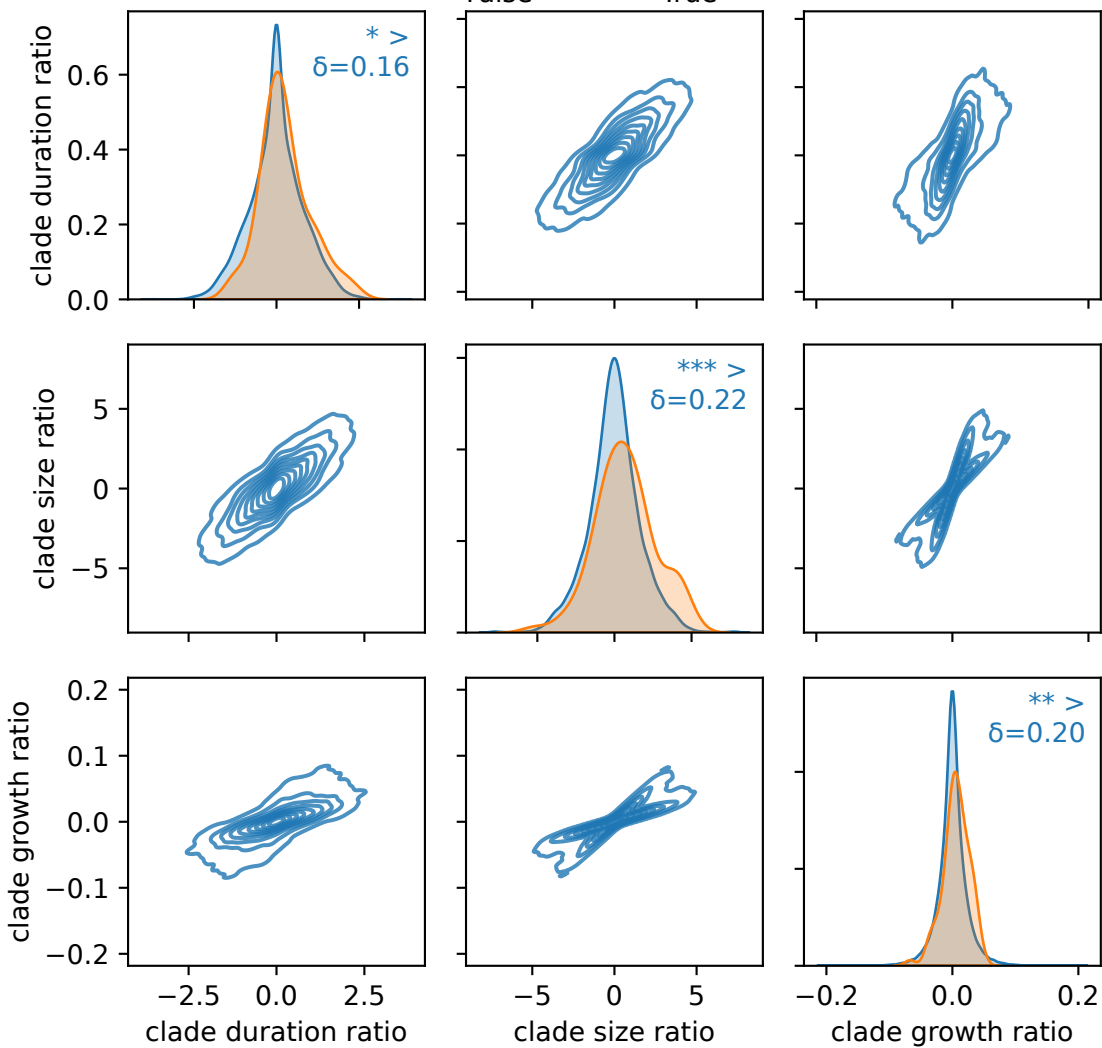 True
clade duration ratio
0.6
0.4
0.2
0.0
* >
δ=0.16
clade size ratio
5
0
−5
*** >
δ=0.22
clade growth ratio
0.2
0.1
0.0
−0.1
−0.2
** >
δ=0.20
−2.5 0.0 2.5
−5 0 5
−0.2 0.0 0.2
clade duration ratio
clade size ratio
clade growth ratio